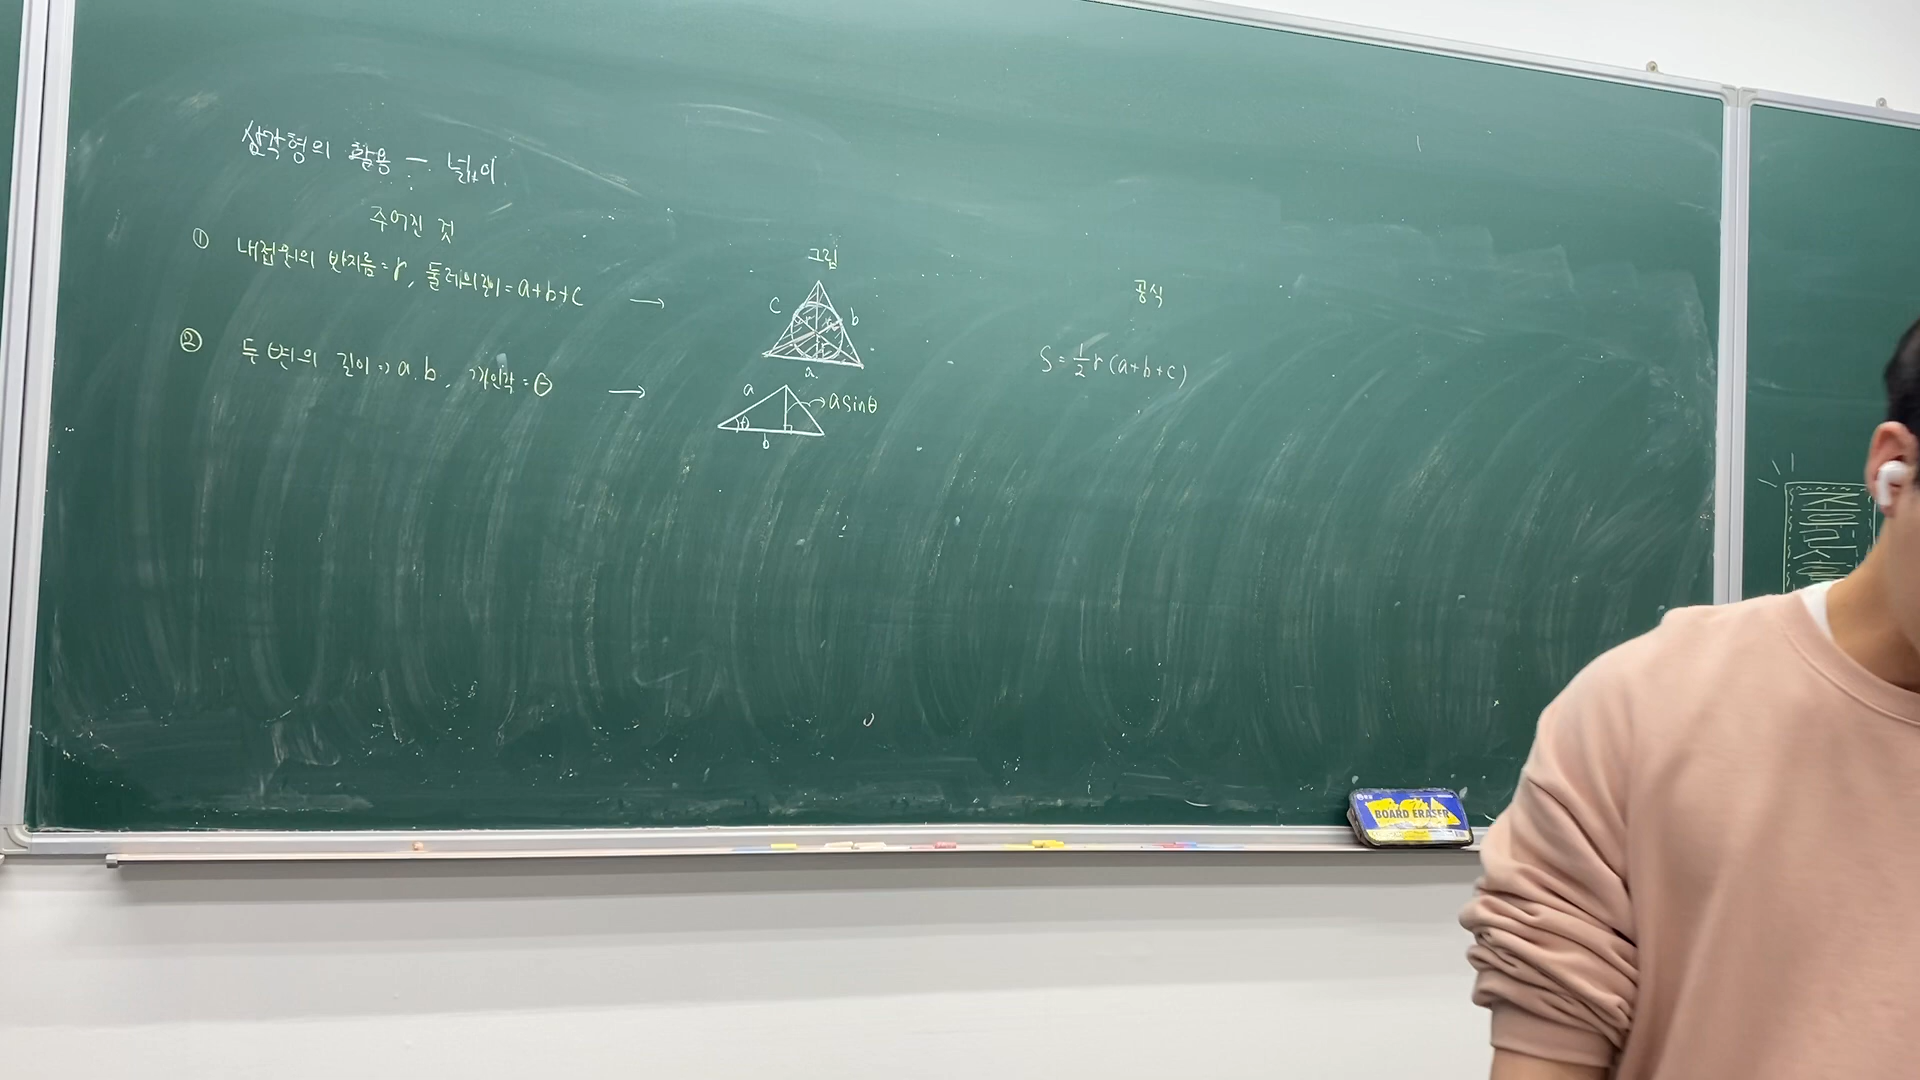 삼각형의 활용 - 넓이
주어진 것
그림
공식
① 내접원의 반지름 = r, 둘레의 길이 = a+b+c →
c
b
a
S = 1/2 r (a+b+c)
② 두 변의 길이 => a, b, 끼인각 = θ →
a
θ
b
→ a sinθ
BOARD ERASER